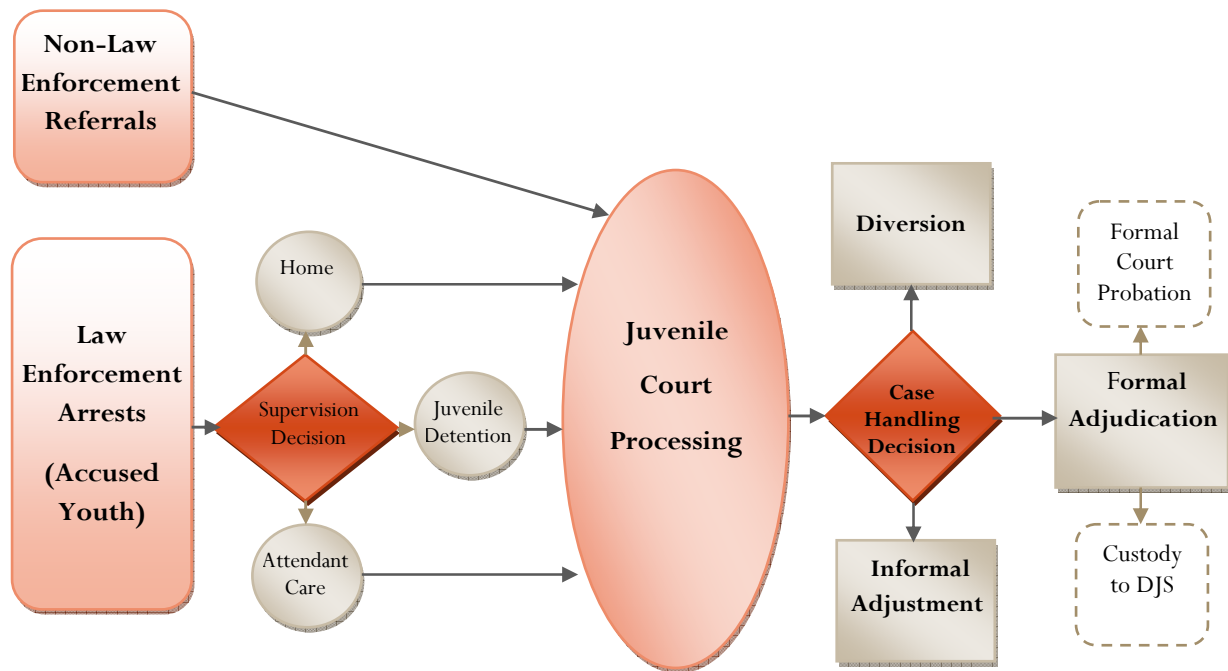 Non-Law
Enforcement
Referrals
Law
Enforcement
Arrests
(Accused
Youth)
Home
Supervision
Decision
Juvenile
Detention
Attendant
Care
Juvenile
Court
Processing
Diversion
Case
Handling
Decision
Informal
Adjustment
Formal
Court
Probation
Formal
Adjudication
Custody
to DJS